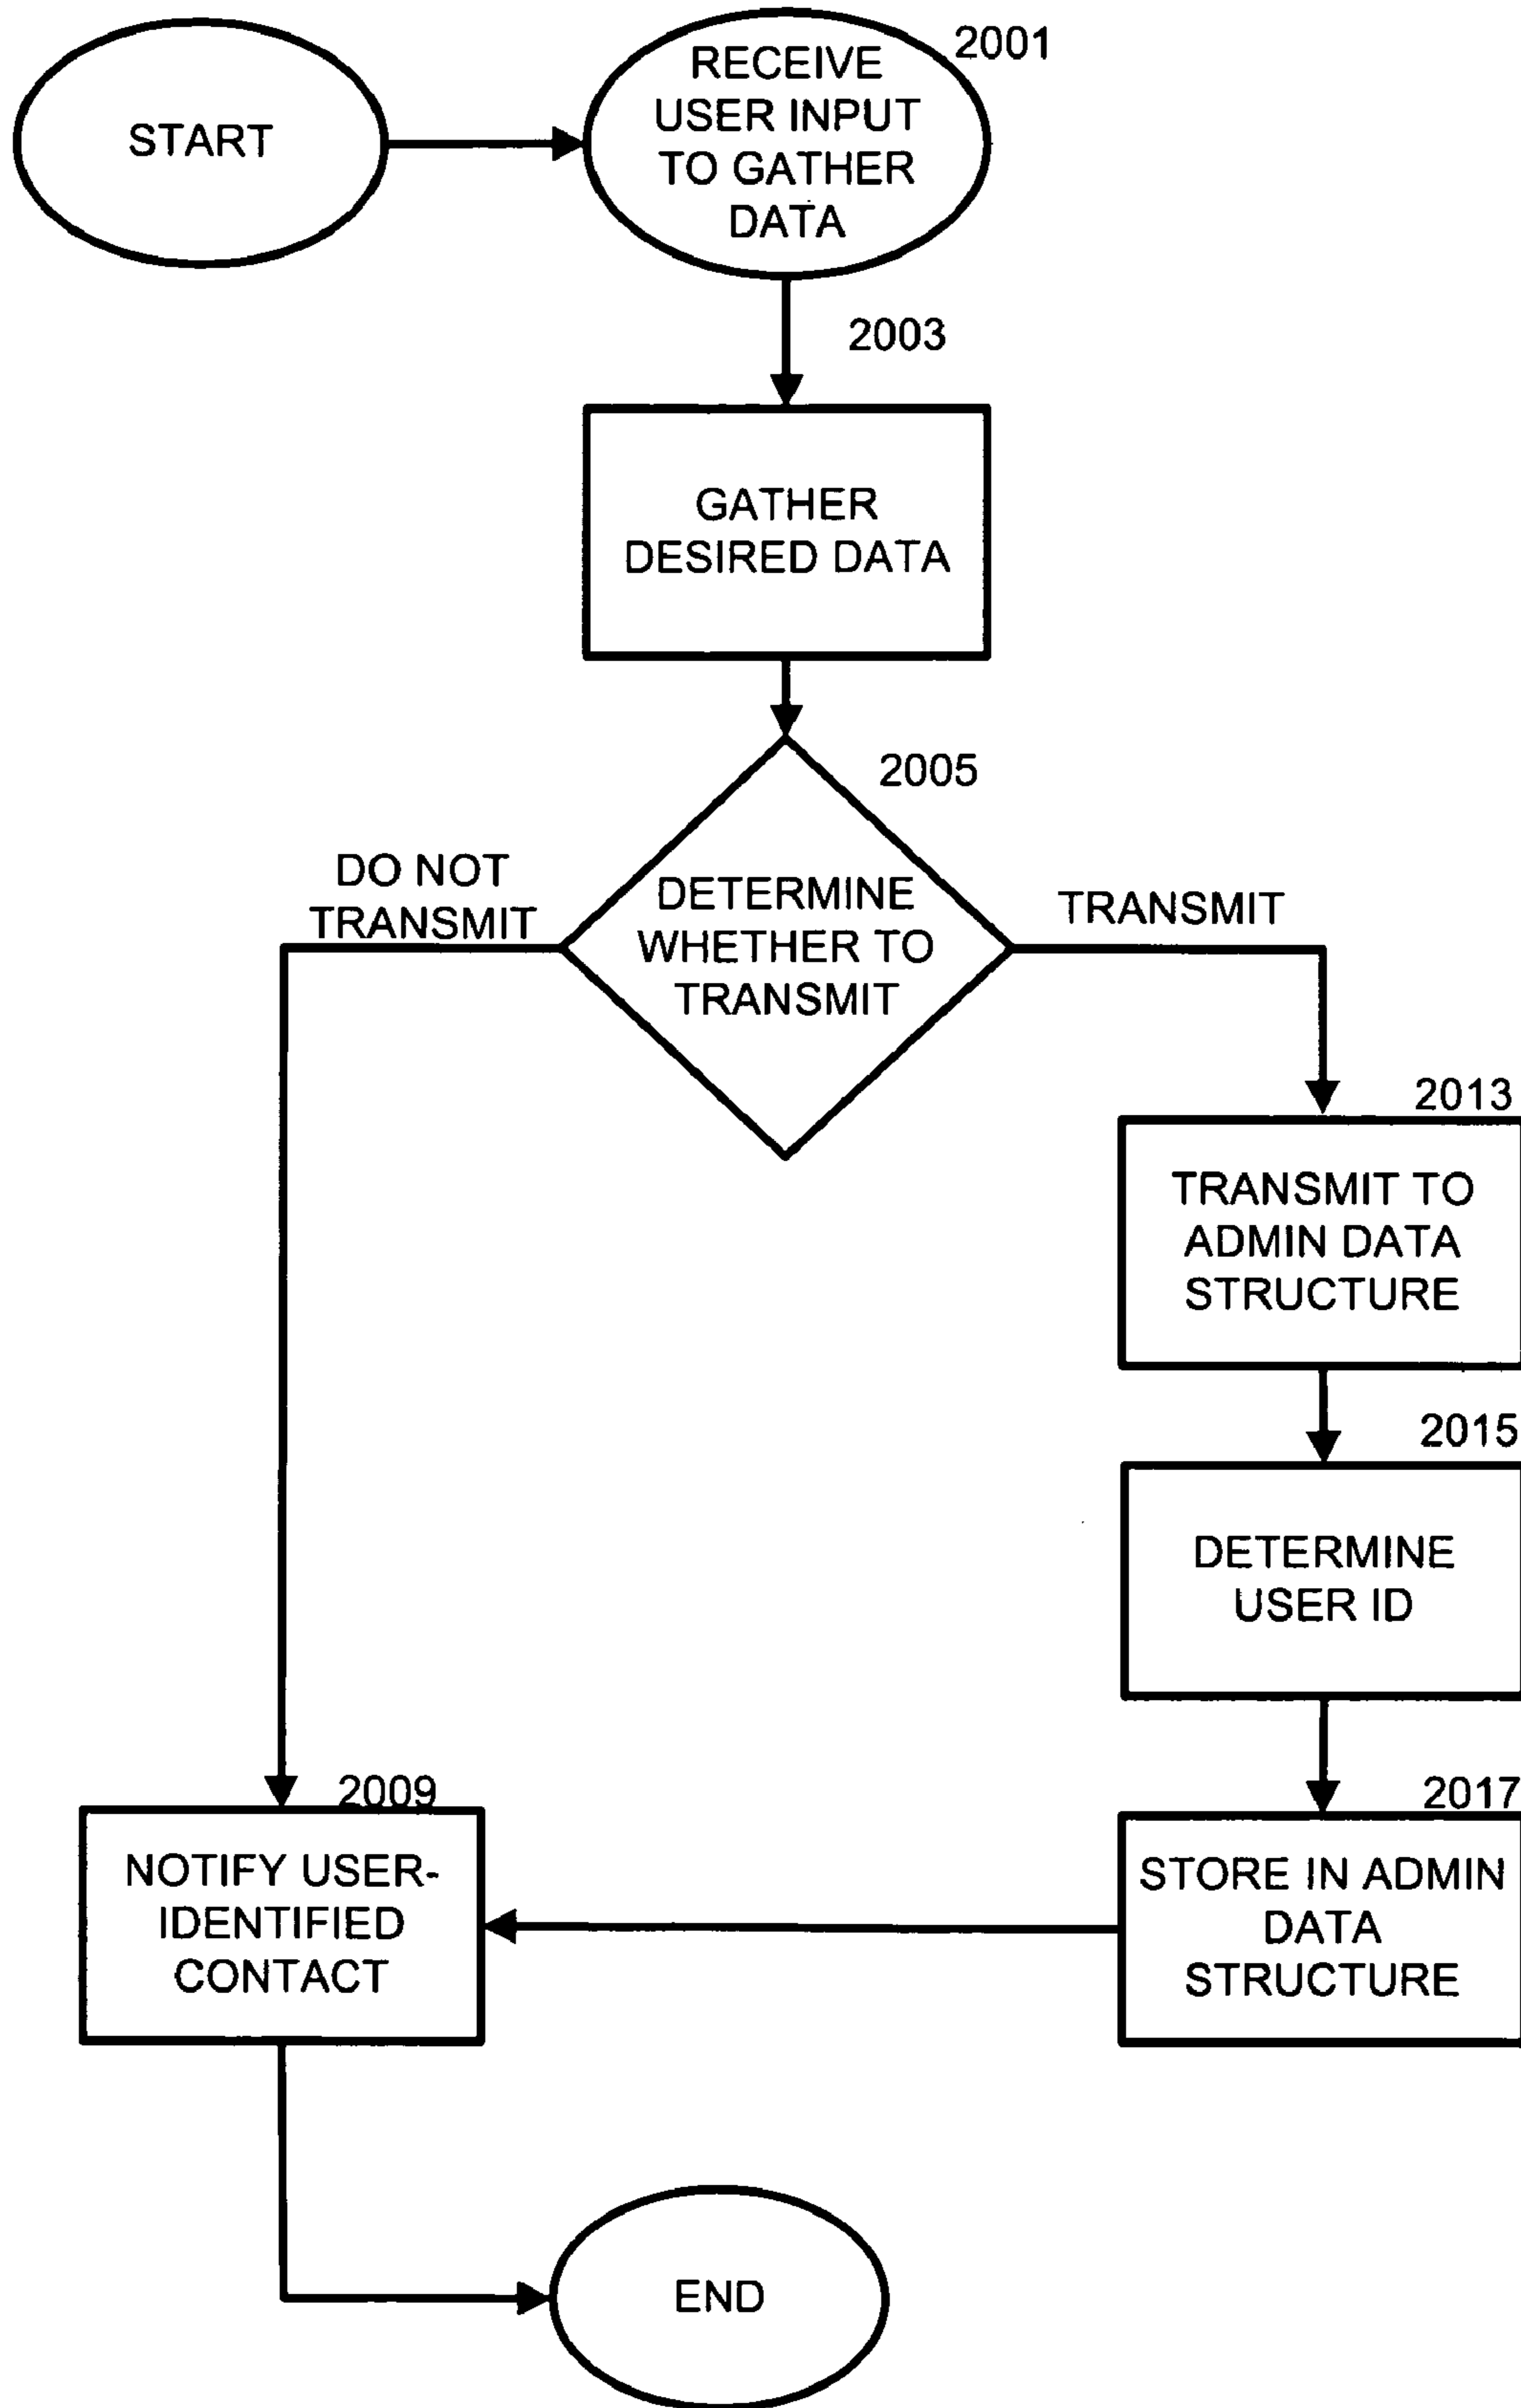 START
RECEIVE
USER INPUT
TO GATHER
DATA
2001
2003
GATHER
DESIRED DATA
2005
DO NOT
TRANSMIT
DETERMINE
WHETHER TO
TRANSMIT
TRANSMIT
2013
TRANSMIT TO
ADMIN DATA
STRUCTURE
2015
DETERMINE
USER ID
2009
NOTIFY USER-
IDENTIFIED
CONTACT
2017
STORE IN ADMIN
DATA
STRUCTURE
END